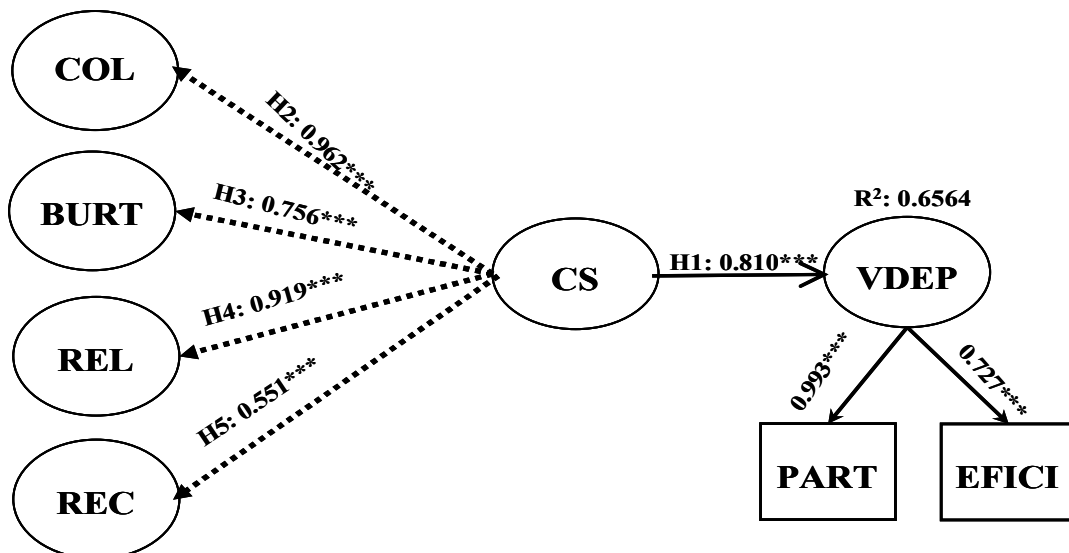 COL
H2: 0.962***
BURT
H3: 0.756***
R²: 0.6564
CS
H1: 0.810***
VDEP
H4: 0.919***
REL
H5: 0.551***
0.993***
0.727***
REC
PART
EFICI